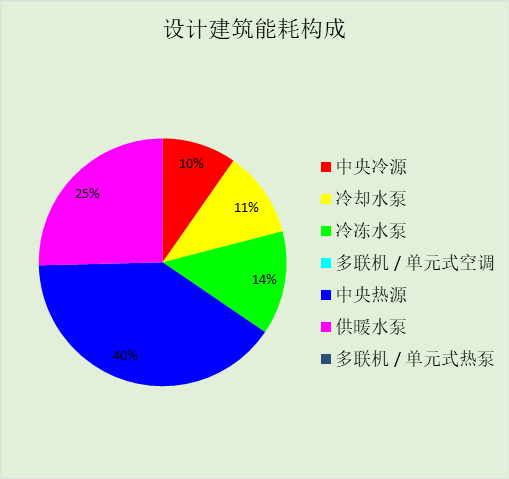 设计建筑能耗构成
10%
11%
14%
40%
25%
中央冷源
冷却水泵
冷冻水泵
多联机 / 单元式空调
中央热源
供暖水泵
多联机 / 单元式热泵